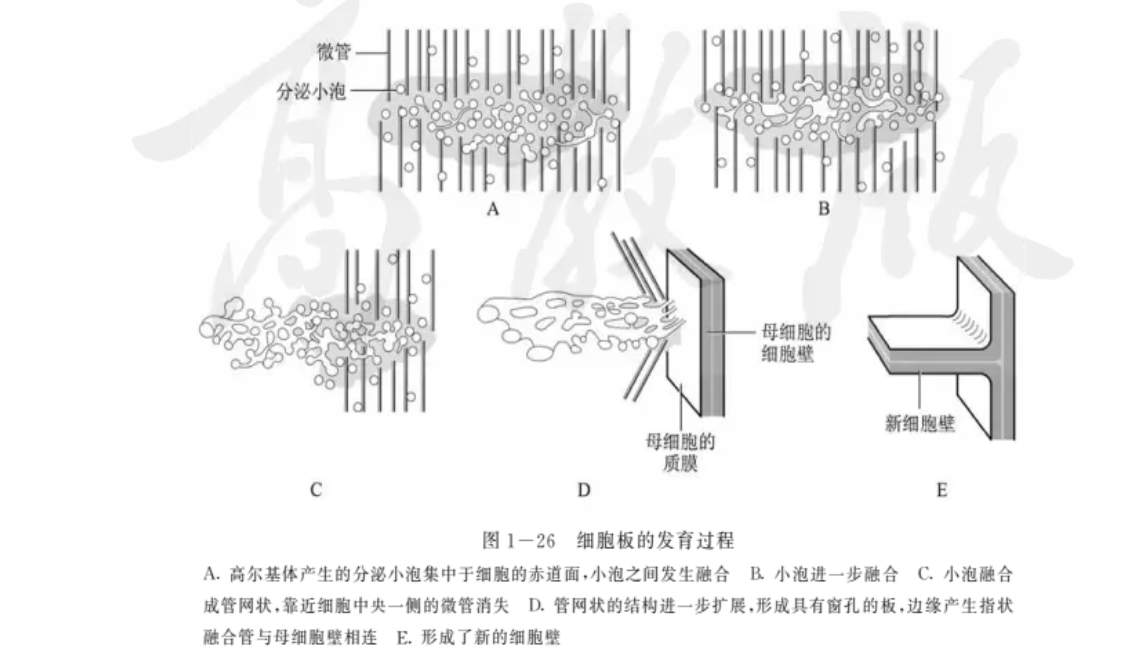 高教版
微管
分泌小泡
A
B
母细胞的
细胞壁
母细胞的
质膜
新细胞壁
C
D
E
图 1－26 细胞板的发育过程
A. 高尔基体产生的分泌小泡集中于细胞的赤道面,小泡之间发生融合 B. 小泡进一步融合 C. 小泡融合
成管网状,靠近细胞中央一侧的微管消失 D. 管网状的结构进一步扩展,形成具有窗孔的板,边缘产生指状
融合管与母细胞壁相连 E. 形成了新的细胞壁